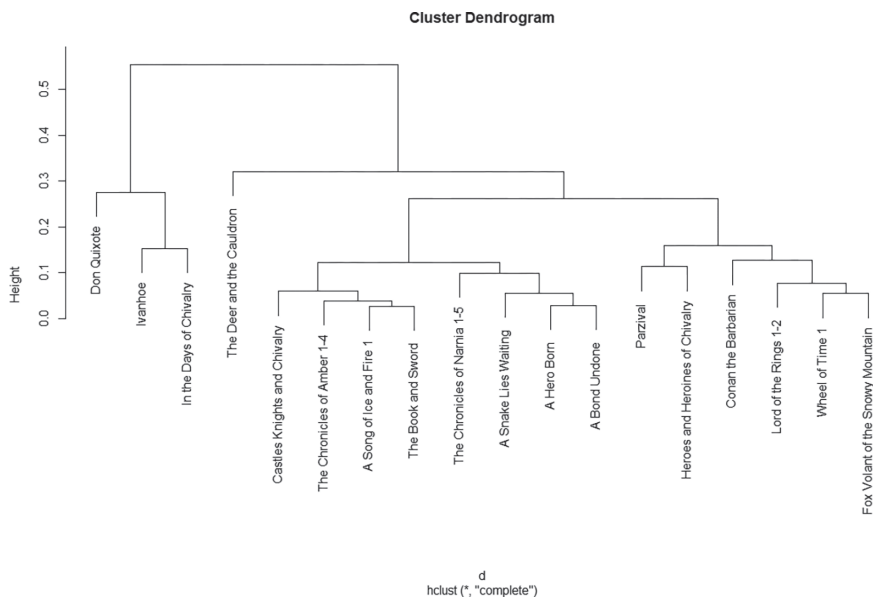 Cluster Dendrogram
Height
0.5
0.4
0.3
0.2
0.1
0.0
Don Quixote
Ivanhoe
In the Days of Chivalry
The Deer and the Cauldron
Castles Knights and Chivalry
The Chronicles of Amber 1-4
A Song of Ice and Fire 1
The Book and Sword
The Chronicles of Narnia 1-5
A Snake Lies Waiting
A Hero Born
A Bond Undone
Parzival
Heroes and Heroines of Chivalry
Conan the Barbarian
Lord of the Rings 1-2
Wheel of Time 1
Fox Volant of the Snowy Mountain
d
hclust (*, "complete")